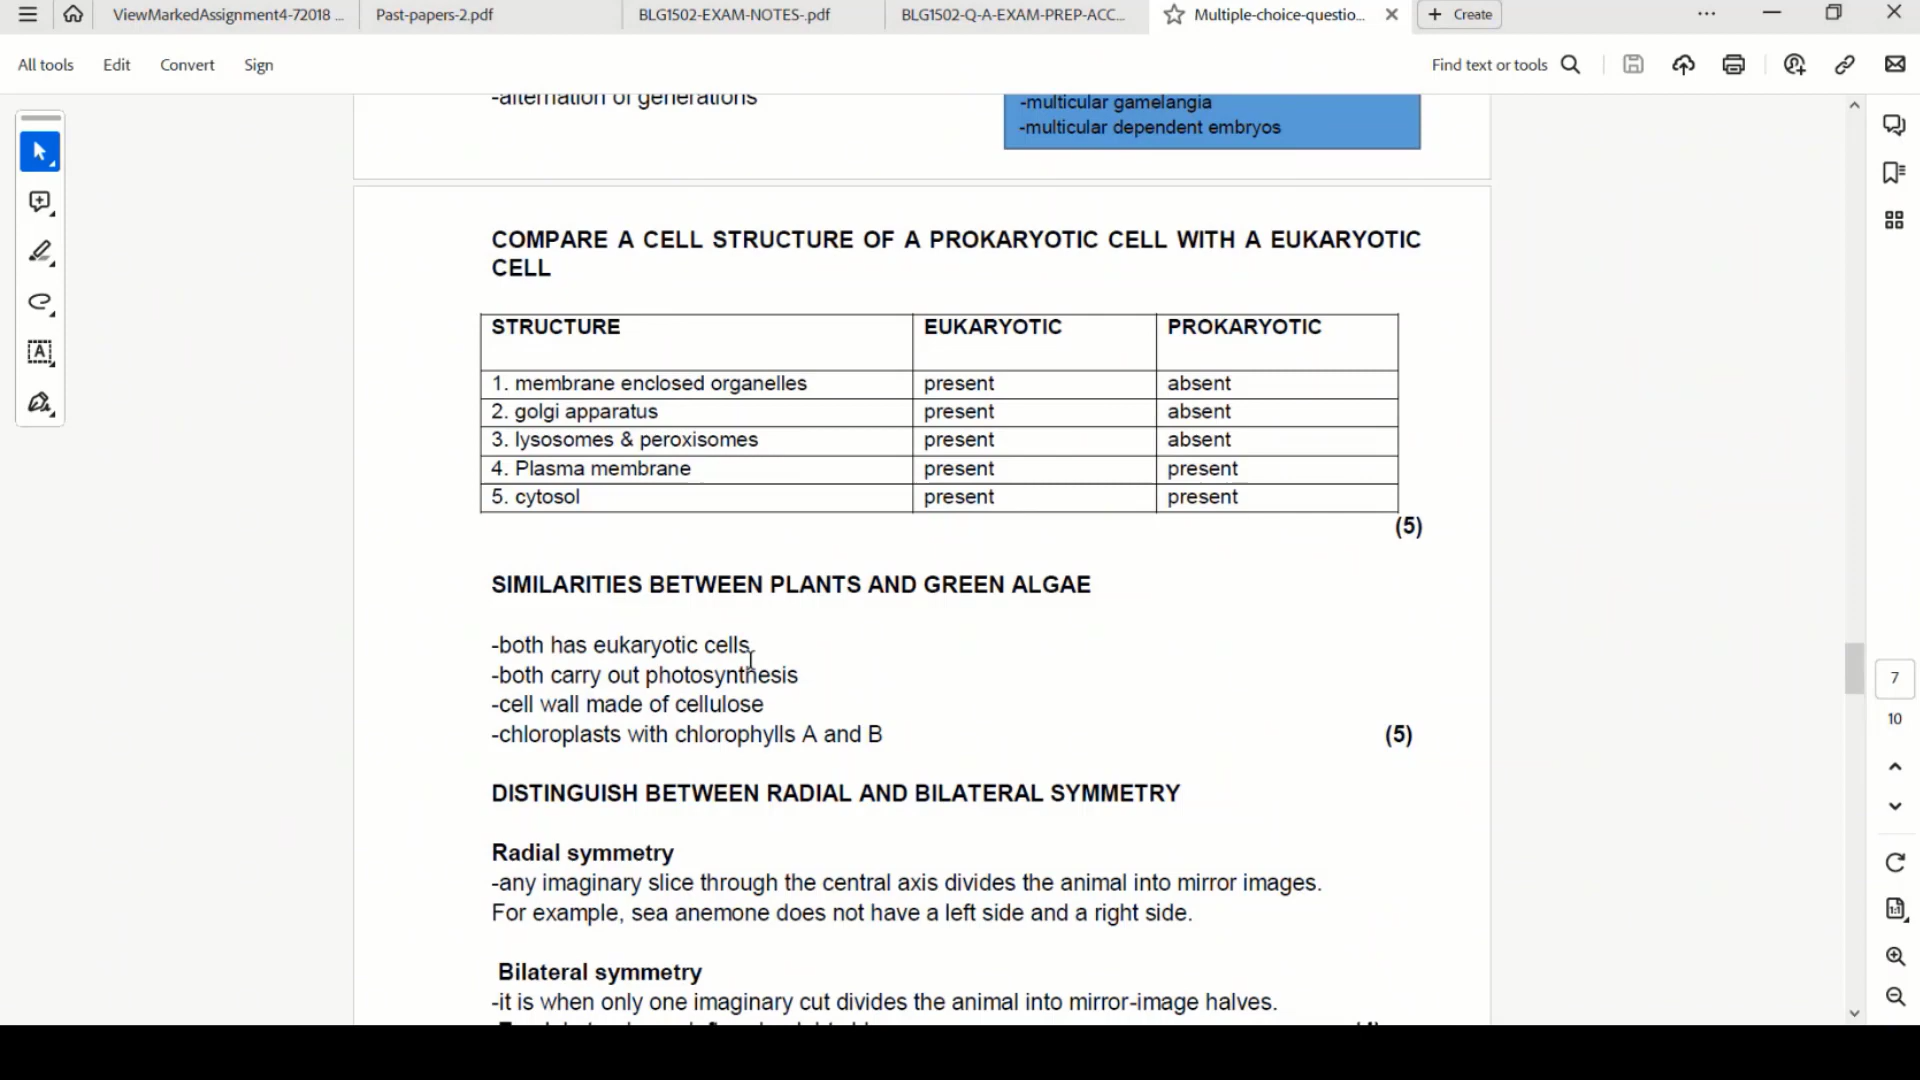 ViewMarkedAssignment4-72018 ...
Past-papers-2.pdf
BLG1502-EXAM-NOTES-.pdf
BLG1502-Q-A-EXAM-PREP-ACC...
Multiple-choice-questio...
Create
All tools
Edit
Convert
Sign
Find text or tools
-alternation of generations
-multicular gamelangia
-multicular dependent embryos
COMPARE A CELL STRUCTURE OF A PROKARYOTIC CELL WITH A EUKARYOTIC
CELL
STRUCTURE EUKARYOTIC PROKARYOTIC
1. membrane enclosed organelles present absent
2. golgi apparatus present absent
3. lysosomes & peroxisomes present absent
4. Plasma membrane present present
5. cytosol present present
(5)
SIMILARITIES BETWEEN PLANTS AND GREEN ALGAE
-both has eukaryotic cells
-both carry out photosynthesis
-cell wall made of cellulose
-chloroplasts with chlorophylls A and B (5)
DISTINGUISH BETWEEN RADIAL AND BILATERAL SYMMETRY
Radial symmetry
-any imaginary slice through the central axis divides the animal into mirror images.
For example, sea anemone does not have a left side and a right side.
Bilateral symmetry
-it is when only one imaginary cut divides the animal into mirror-image halves.
7
10